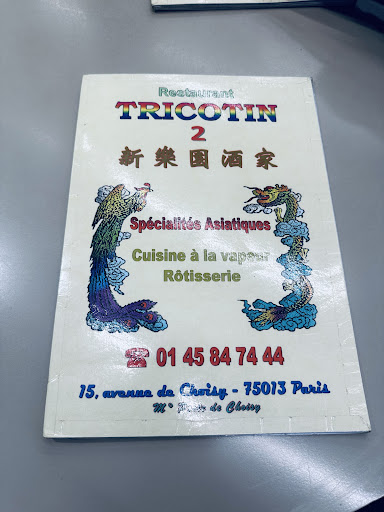 Restaurant
TRICOTIN
2
新樂園酒家
Spécialités Asiatiques
Cuisine à la vapeur
Rôtisserie
☎ 01 45 84 74 44
15, avenue de Choisy - 75013 Paris
M° Porte de Choisy